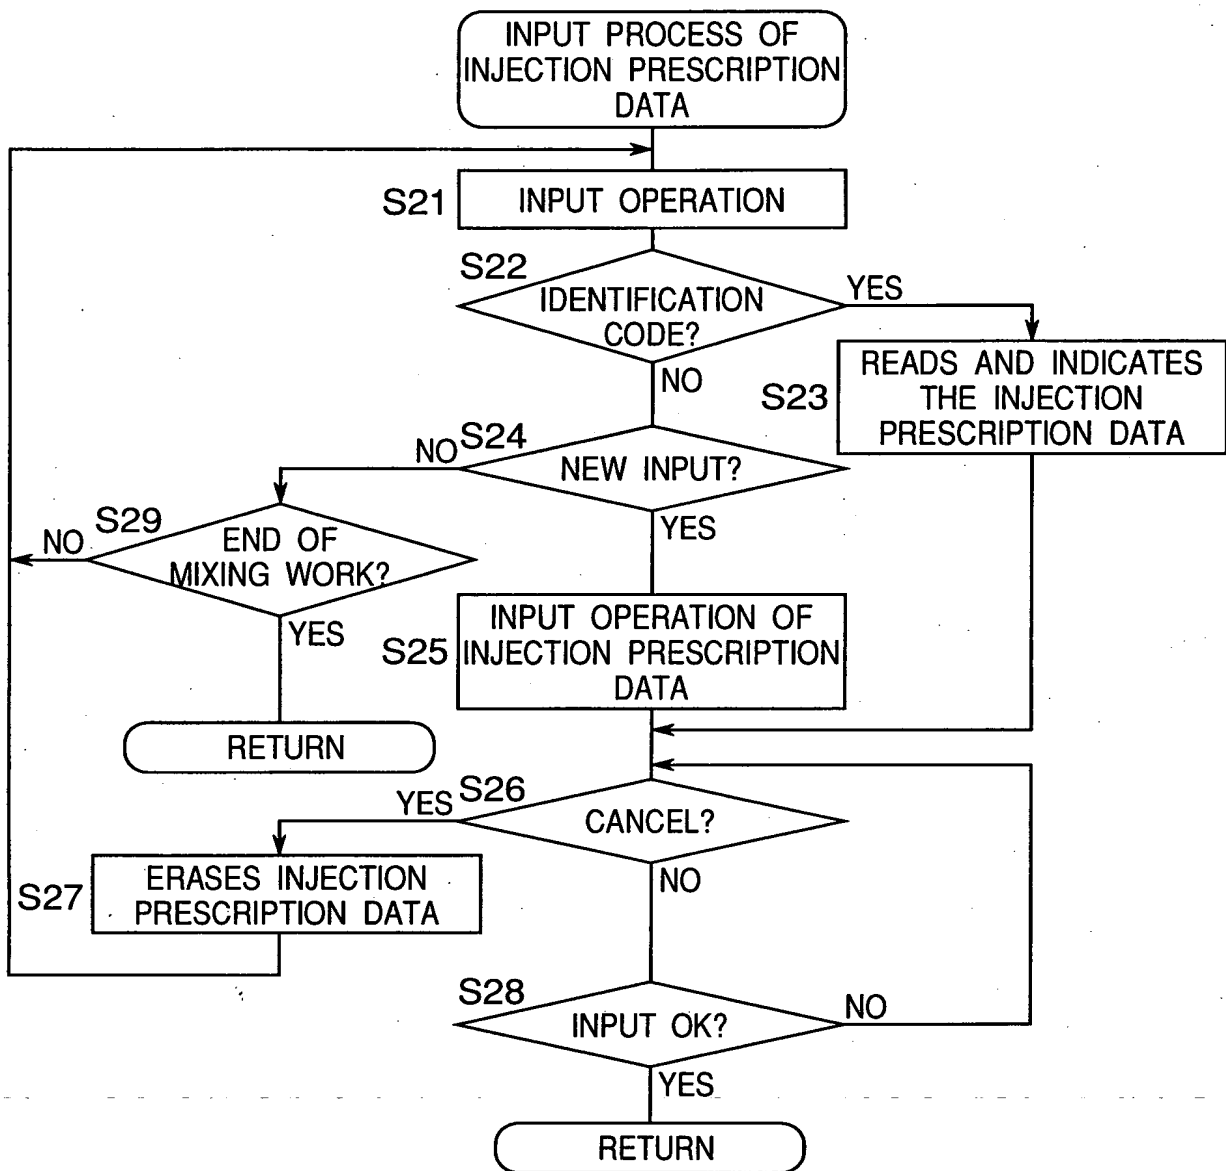 INPUT PROCESS OF
INJECTION PRESCRIPTION
DATA
S21
INPUT OPERATION
S22
IDENTIFICATION
CODE?
YES
NO
S23
READS AND INDICATES
THE INJECTION
PRESCRIPTION DATA
S24
NO
NEW INPUT?
YES
S29
NO
END OF
MIXING WORK?
YES
S25
INPUT OPERATION OF
INJECTION PRESCRIPTION
DATA
RETURN
S26
YES
CANCEL?
NO
S27
ERASES INJECTION
PRESCRIPTION DATA
S28
INPUT OK?
NO
YES
RETURN